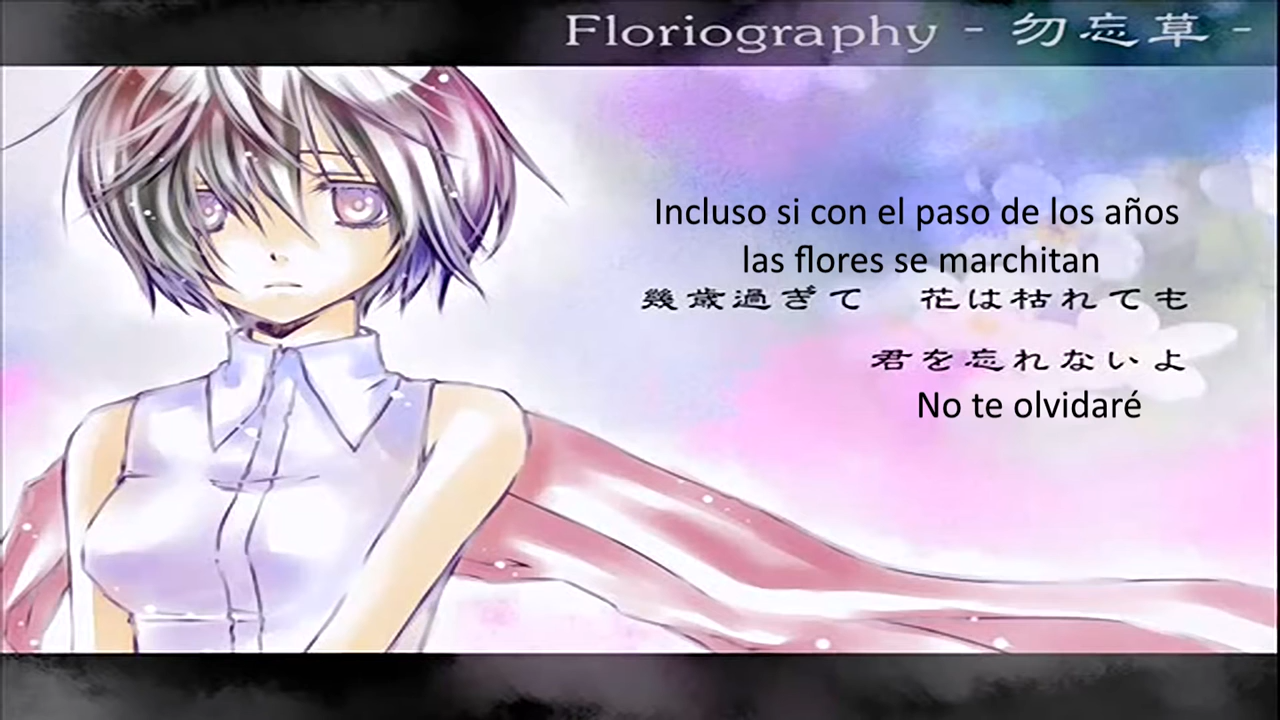 Floriography - 勿忘草 -
Incluso si con el paso de los años
las flores se marchitan
幾歳過ぎて　花は枯れても
君を忘れないよ
No te olvidaré